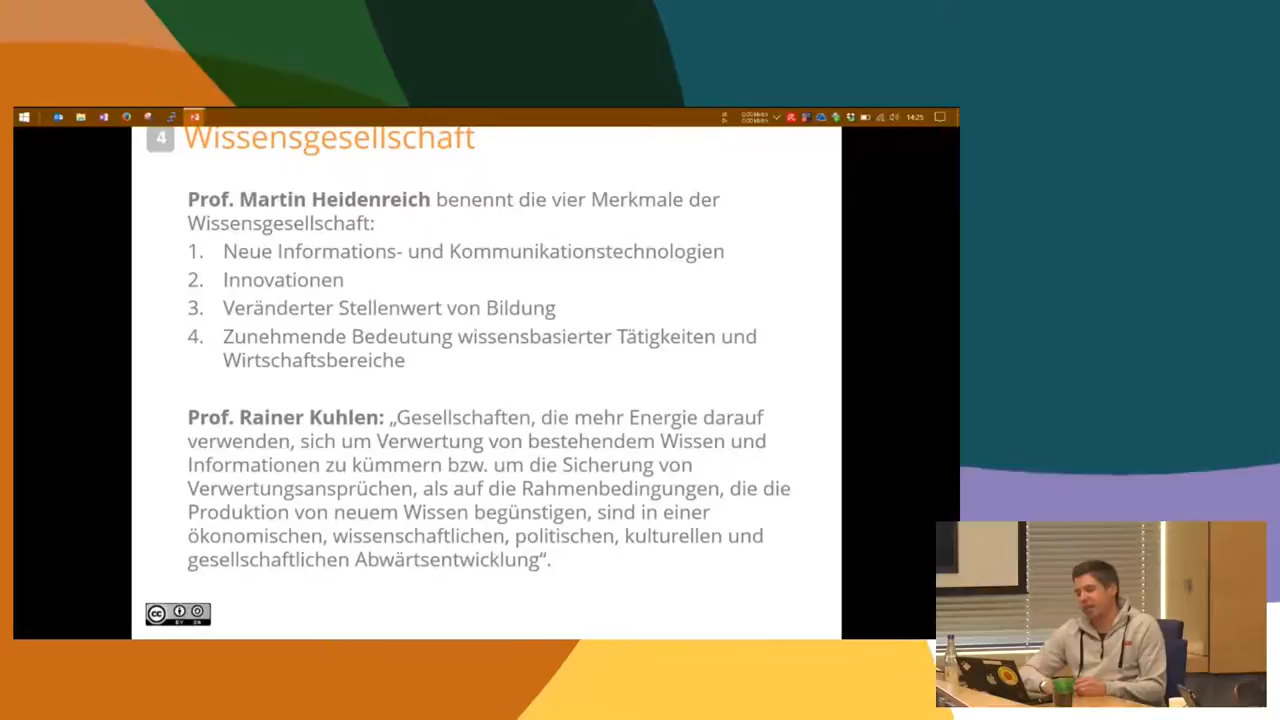 14:25
4 Wissensgesellschaft
Prof. Martin Heidenreich benennt die vier Merkmale der
Wissensgesellschaft:
1. Neue Informations- und Kommunikationstechnologien
2. Innovationen
3. Veränderter Stellenwert von Bildung
4. Zunehmende Bedeutung wissensbasierter Tätigkeiten und
Wirtschaftsbereiche
Prof. Rainer Kuhlen: „Gesellschaften, die mehr Energie darauf
verwenden, sich um Verwertung von bestehendem Wissen und
Informationen zu kümmern bzw. um die Sicherung von
Verwertungsansprüchen, als auf die Rahmenbedingungen, die die
Produktion von neuem Wissen begünstigen, sind in einer
ökonomischen, wissenschaftlichen, politischen, kulturellen und
gesellschaftlichen Abwärtsentwicklung“.
cc
BY SA